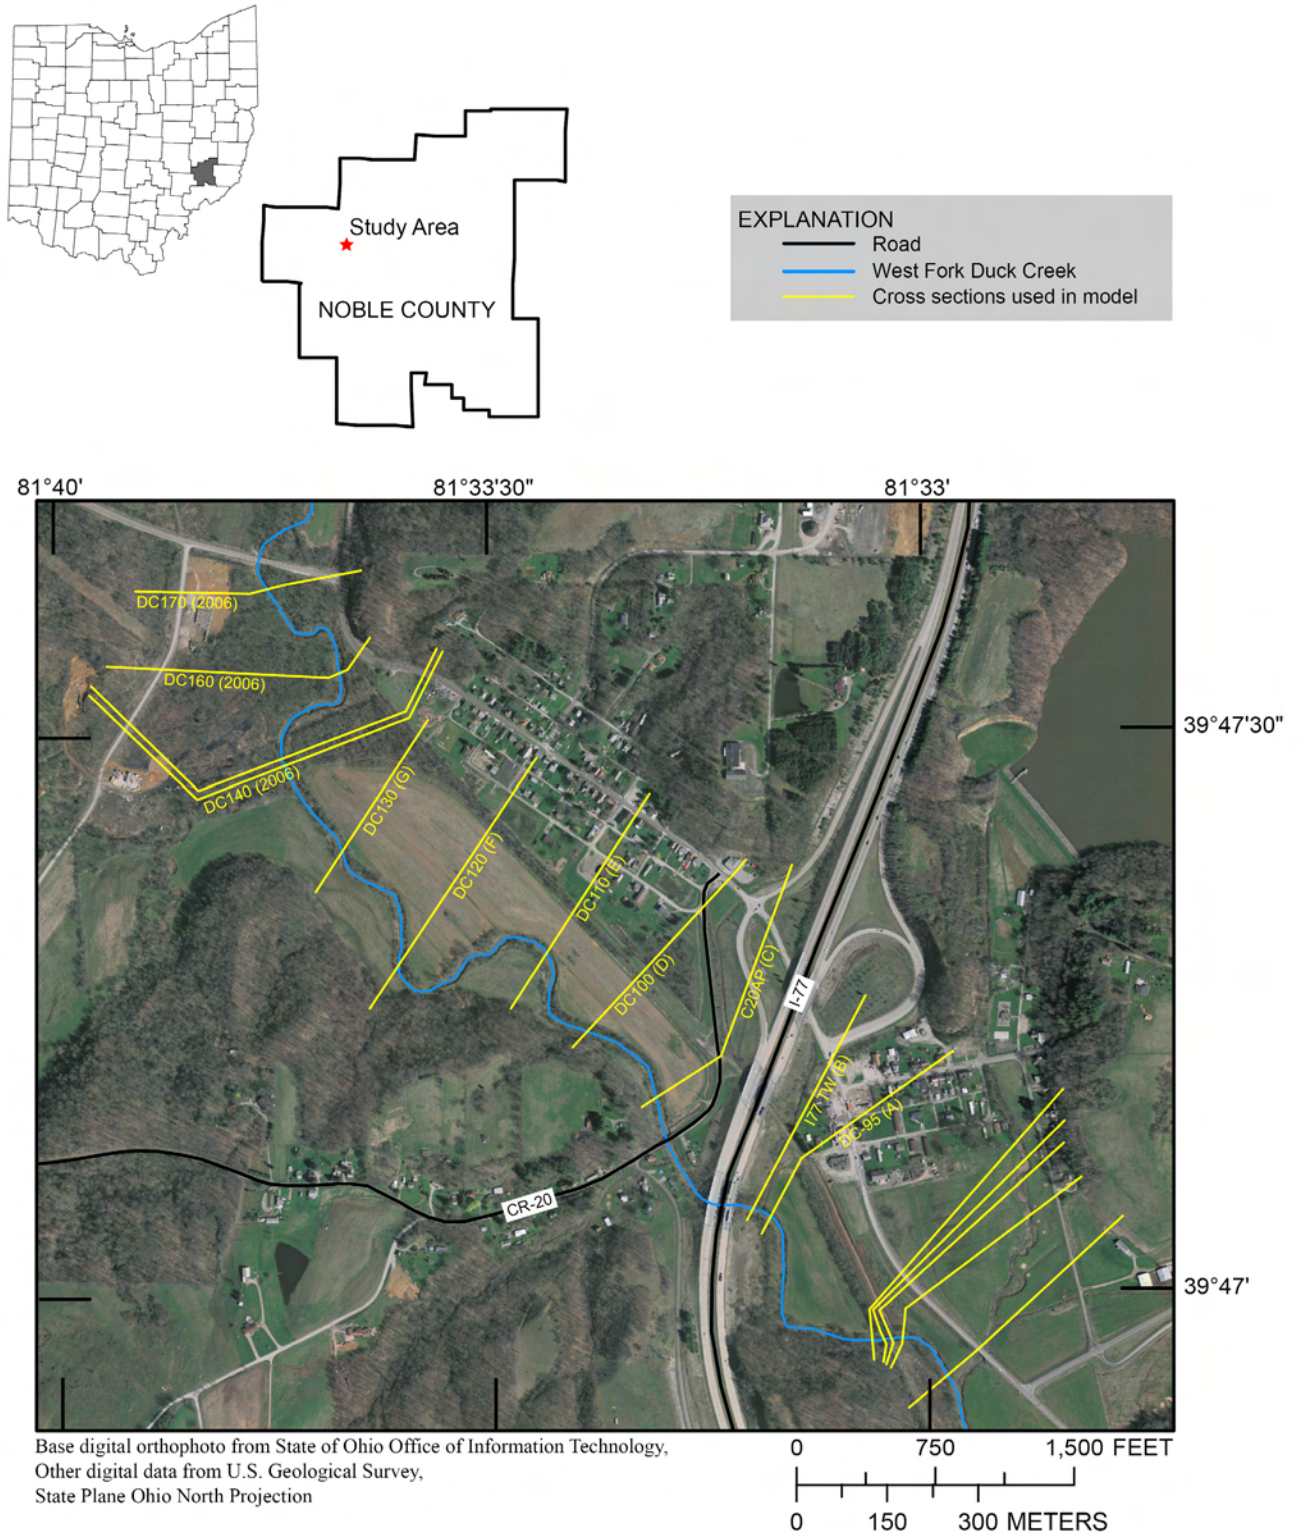 Study Area
NOBLE COUNTY
EXPLANATION
Road
West Fork Duck Creek
Cross sections used in model
81°40'
81°33'30"
81°33'
DC170 (2006)
DC160 (2006)
DC140 (2006)
DC130 (G)
DC120 (F)
DC110 (E)
DC100 (D)
C20AP (C)
I-77
I77 TW (B)
DC-95 (A)
CR-20
39°47'30"
39°47'
Base digital orthophoto from State of Ohio Office of Information Technology,
Other digital data from U.S. Geological Survey,
State Plane Ohio North Projection
0 750 1,500 FEET
0 150 300 METERS